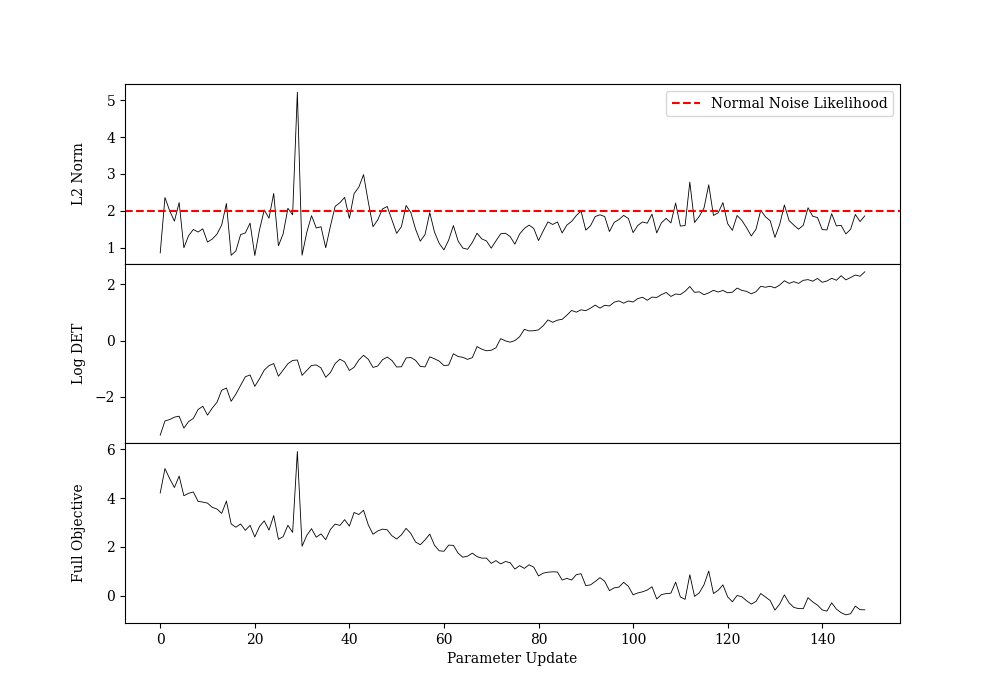 Normal Noise Likelihood
5
4
3
2
1
L2 Norm
2
0
−2
Log DET
6
4
2
0
Full Objective
0 20 40 60 80 100 120 140
Parameter Update